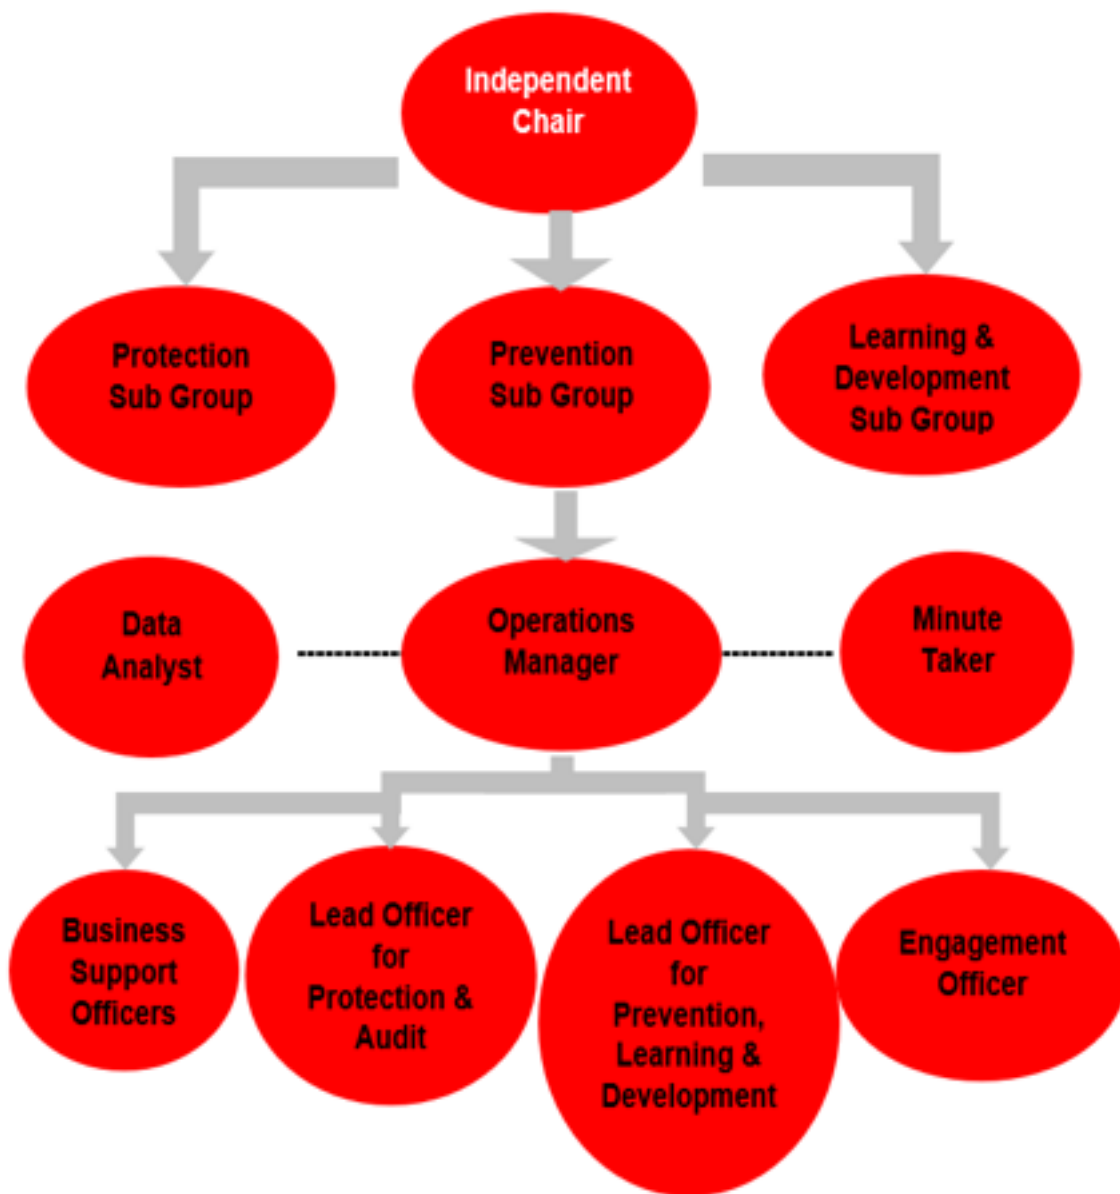 Independent
Chair
Protection
Sub Group
Prevention
Sub Group
Learning &
Development
Sub Group
Data
Analyst
Operations
Manager
Minute
Taker
Business
Support
Officers
Lead Officer
for
Protection &
Audit
Lead Officer
for
Prevention,
Learning &
Development
Engagement
Officer